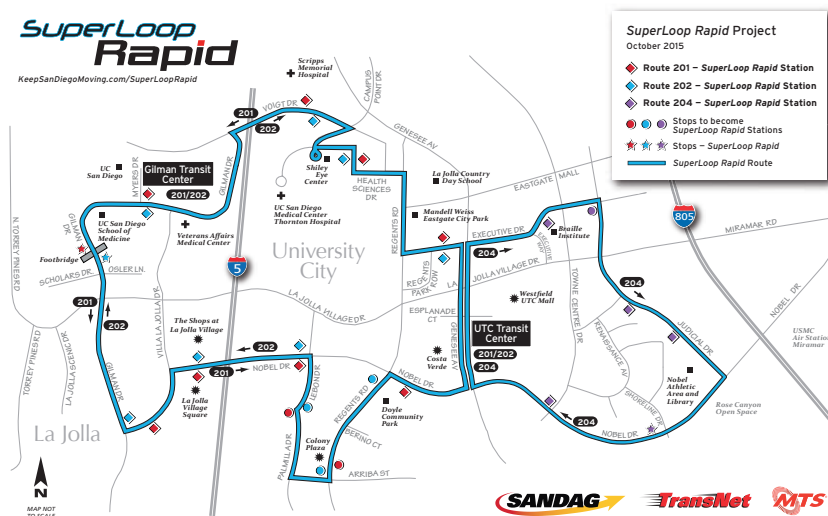 SuperLoop
Rapid
KeepSanDiegoMoving.com/SuperLoopRapid
SuperLoop Rapid Project
October 2015
Route 201 – SuperLoop Rapid Station
Route 202 – SuperLoop Rapid Station
Route 204 – SuperLoop Rapid Station
Stops to become
SuperLoop Rapid Stations
Stops – SuperLoop Rapid
SuperLoop Rapid Route
Scripps
Memorial
Hospital
CAMPUS
POINT DR
VOIGT DR
201
202
GENESEE AV
UC
San Diego
MYERS DR
Gilman Transit
Center
201/202
GILMAN DR
Shiley
Eye
Center
HEALTH
SCIENCES
DR
La Jolla Country
Day School
EASTGATE MALL
805
MIRAMAR RD
UC San Diego
Medical Center
Thornton Hospital
REGENTS RD
Mandell Weiss
Eastgate City Park
N. TORREY PINES RD
GILMAN
DR
UC San Diego
School of
Medicine
Veterans Affairs
Medical Center
University
City
EXECUTIVE DR
204
EXECUTIVE
WAY
Braille
Institute
Footbridge
SCHOLARS DR
OSLER LN.
5
REGENTS
PARK ROW
LA JOLLA VILLAGE DR
204
201
202
VILLA LA JOLLA DR
LA JOLLA VILLAGE DR
Westfield
UTC Mall
TOWNE CENTRE DR
NOBEL DR
The Shops at
La Jolla Village
ESPLANADE
CT
GENESEE AV
UTC Transit
Center
201/202
204
RENAISSANCE AV
JUDICIAL DR
USMC
Air Station
Miramar
TORREY PINES RD
LA JOLLA SCENIC DR
202
201
NOBEL DR
Costa
Verde
GILMAN DR
LEBON DR
REGENTS RD
NOBEL DR
Nobel
Athletic
Area and
Library
La Jolla
Village
Square
Doyle
Community
Park
SHORELINE DR
Rose Canyon
Open Space
204
NOBEL DR
La Jolla
PALMILLA DR
Colony
Plaza
BERINO CT
ARRIBA ST
N
MAP NOT
TO SCALE
SANDAG
TransNet
MTS